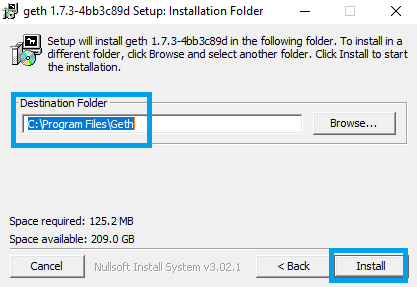 geth 1.7.3-4bb3c89d Setup: Installation Folder
Setup will install geth 1.7.3-4bb3c89d in the following folder. To install in a
different folder, click Browse and select another folder. Click Install to start
the installation.
Destination Folder
C:\Program Files\Geth
Browse...
Space required: 125.2 MB
Space available: 209.0 GB
Cancel
Nullsoft Install System v3.02.1
< Back
Install